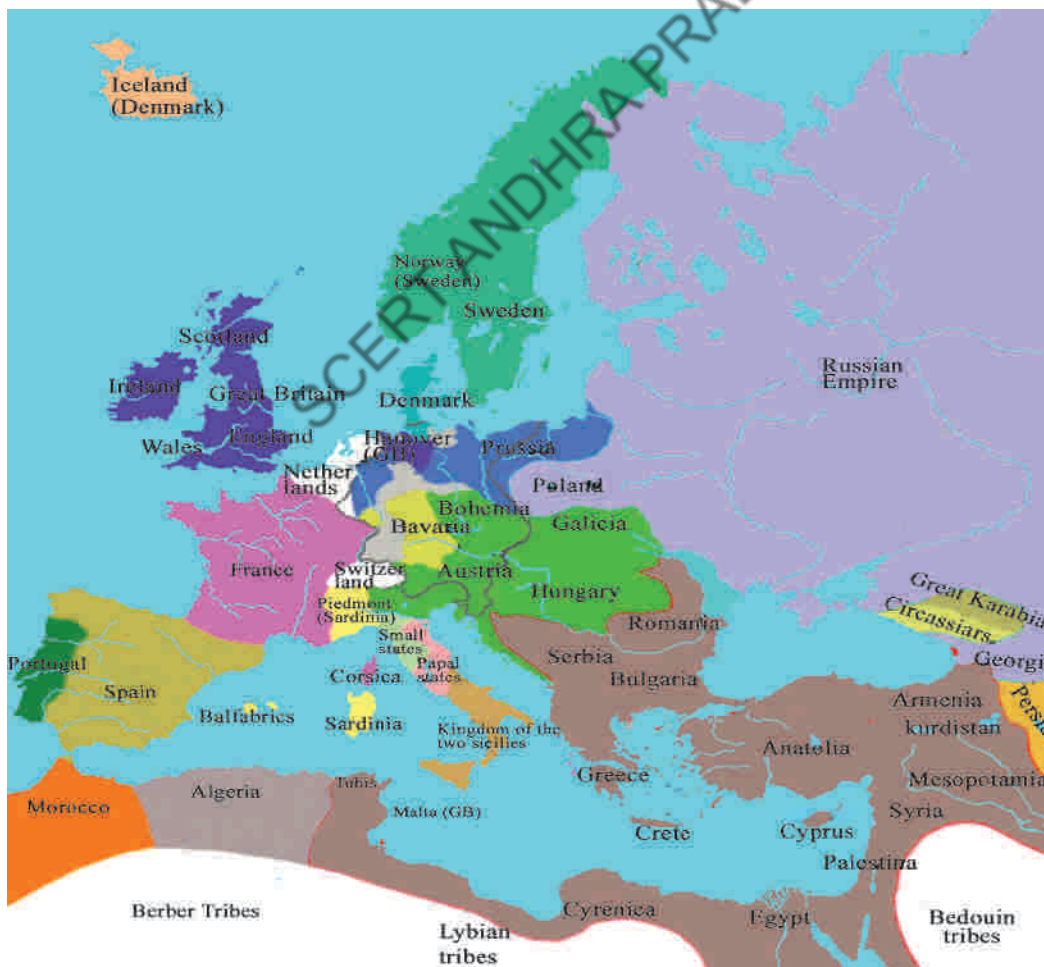 SCERTANDHRA PRA
Iceland
(Denmark)
Norway
(Sweden)
Sweden
Scotland
Ireland
Great Britain
Wales
England
Denmark
Russian
Empire
Hanover
(GB)
Prussia
Nether
lands
Poland
Bohemia
Bavaria
Galicia
France
Switzer
land
Austria
Hungary
Piedmont
(Sardinia)
Small
states
Papal
states
Romania
Serbia
Bulgaria
Great Karabia
Circassiars
Georgi
Portugal
Spain
Corsica
Balfabrics
Sardinia
Kingdom of the
two sicilies
Armenia
kurdistan
Persia
Anatolia
Mesopotamia
Greece
Morocco
Algeria
Tunis
Malta (GB)
Crete
Cyprus
Syria
Palestina
Berber Tribes
Lybian
tribes
Cyrenica
Egypt
Bedouin
tribes